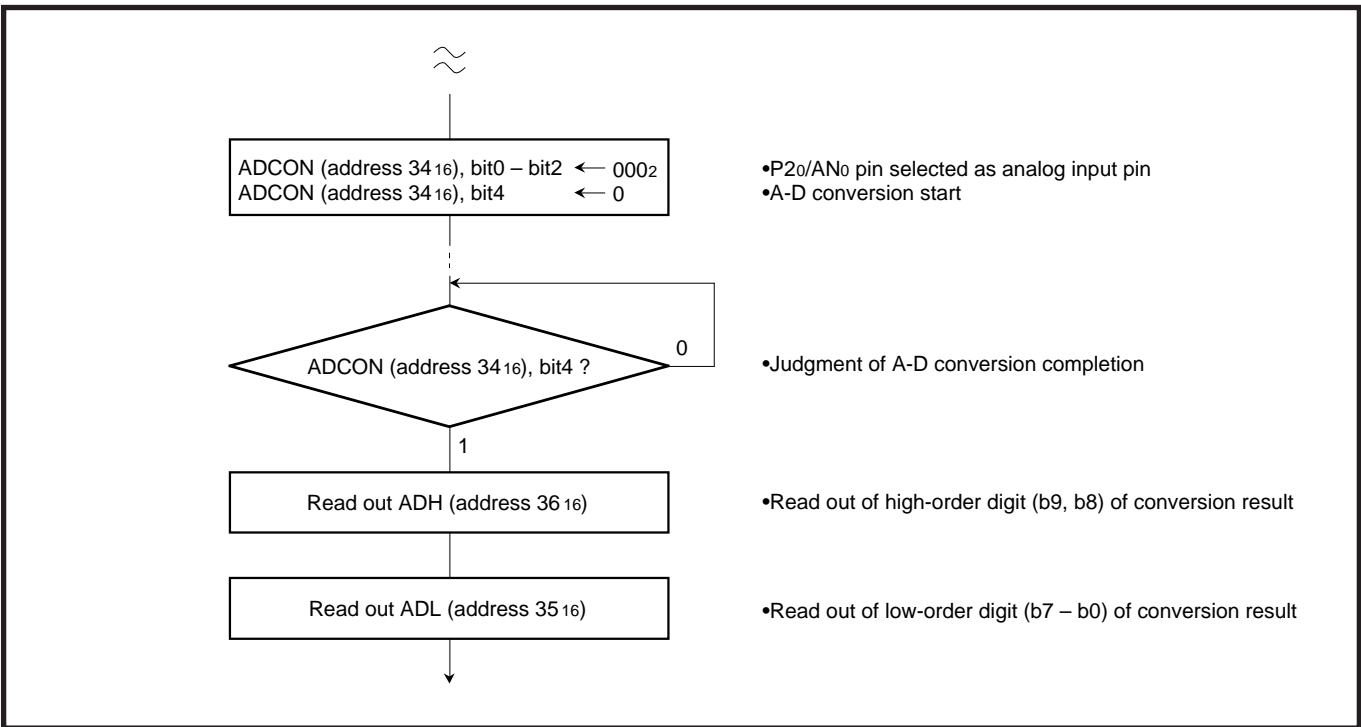 ADCON (address 34₁₆), bit0 – bit2 ← 000₂
•P2₀/AN₀ pin selected as analog input pin
ADCON (address 34₁₆), bit4 ← 0
•A-D conversion start
0
ADCON (address 34₁₆), bit4 ?
•Judgment of A-D conversion completion
1
Read out ADH (address 36₁₆)
•Read out of high-order digit (b9, b8) of conversion result
Read out ADL (address 35₁₆)
•Read out of low-order digit (b7 – b0) of conversion result